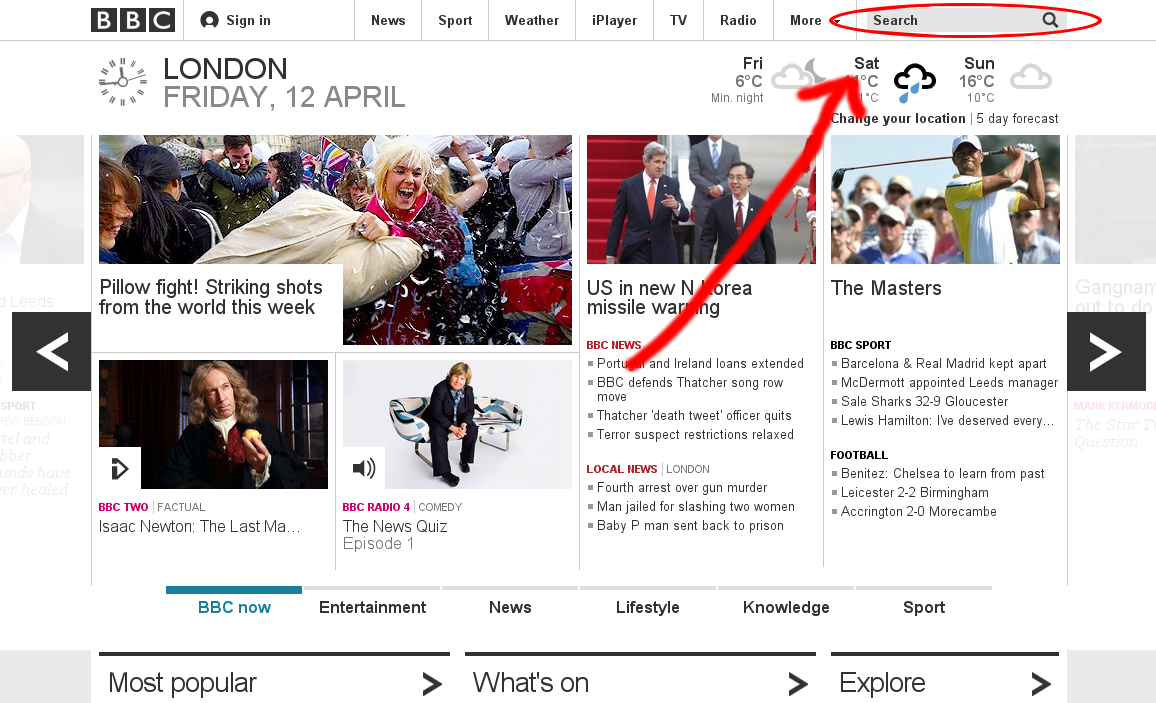 BBC Sign in News Sport Weather iPlayer TV Radio More Search
LONDON
FRIDAY, 12 APRIL
Fri
6°C
Min. night
Sat
Sun
16°C
10°C
Change your location | 5 day forecast
Pillow fight! Striking shots
from the world this week
BBC TWO FACTUAL
Isaac Newton: The Last Ma...
BBC RADIO 4 COMEDY
The News Quiz
Episode 1
US in new N Korea
missile warning
BBC NEWS
Portugal and Ireland loans extended
BBC defends Thatcher song row
move
Thatcher 'death tweet' officer quits
Terror suspect restrictions relaxed
LOCAL NEWS LONDON
Fourth arrest over gun murder
Man jailed for slashing two women
Baby P man sent back to prison
The Masters
BBC SPORT
Barcelona & Real Madrid kept apart
McDermott appointed Leeds manager
Sale Sharks 32-9 Gloucester
Lewis Hamilton: I've deserved every...
FOOTBALL
Benitez: Chelsea to learn from past
Leicester 2-2 Birmingham
Accrington 2-0 Morecambe
d Leeds
SPORT
REW BENSON
tel and
bber
unds have
er healed
Gangnam
out to do
MARK KERMODE
The Star T
Question
BBC now Entertainment News Lifestyle Knowledge Sport
Most popular What's on Explore